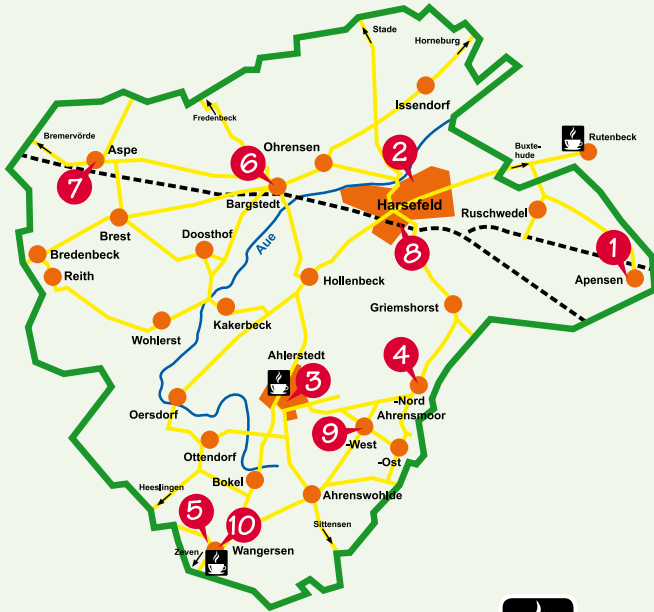 Stade
Horneburg
Issendorf
Fredenbeck
Bremervörde
Aspe
Ohrensen
6
2
Buxte-
hude
Rutenbeck
7
Bargstedt
Harsefeld
Ruschwedel
Brest
Doosthof
Aue
8
1
Bredenbeck
Reith
Hollenbeck
Apensen
Griemshorst
Kakerbeck
Wohlerst
Ahlerstedt
4
3
-Nord
Oersdorf
Ahrensmoor
9
-West
Ottendorf
-Ost
Bokel
Heeslingen
Ahrenswohlde
5
10
Sittensen
Zeven
Wangersen